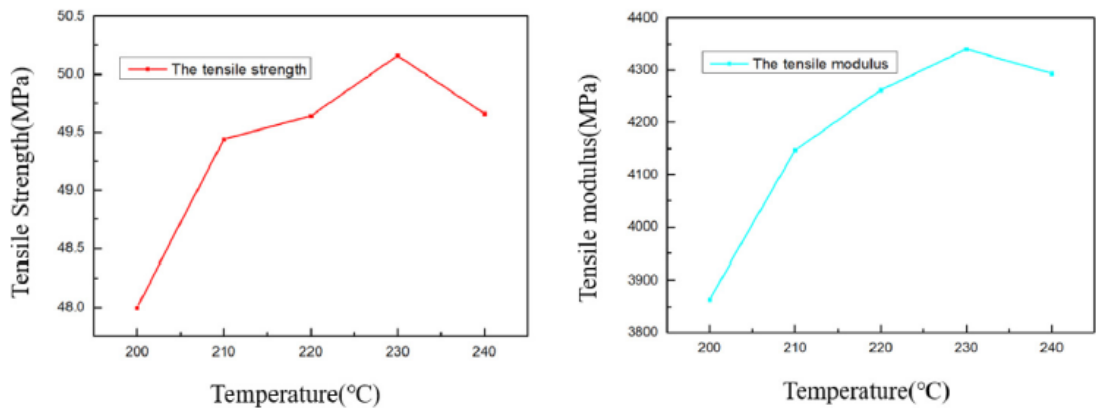 50.5
50.0
49.5
49.0
48.5
48.0
Tensile Strength(MPa)
The tensile strength
200 210 220 230 240
Temperature(℃)
4400
4300
4200
4100
4000
3900
3800
Tensile modulus(MPa)
The tensile modulus
200 210 220 230 240
Temperature(℃)